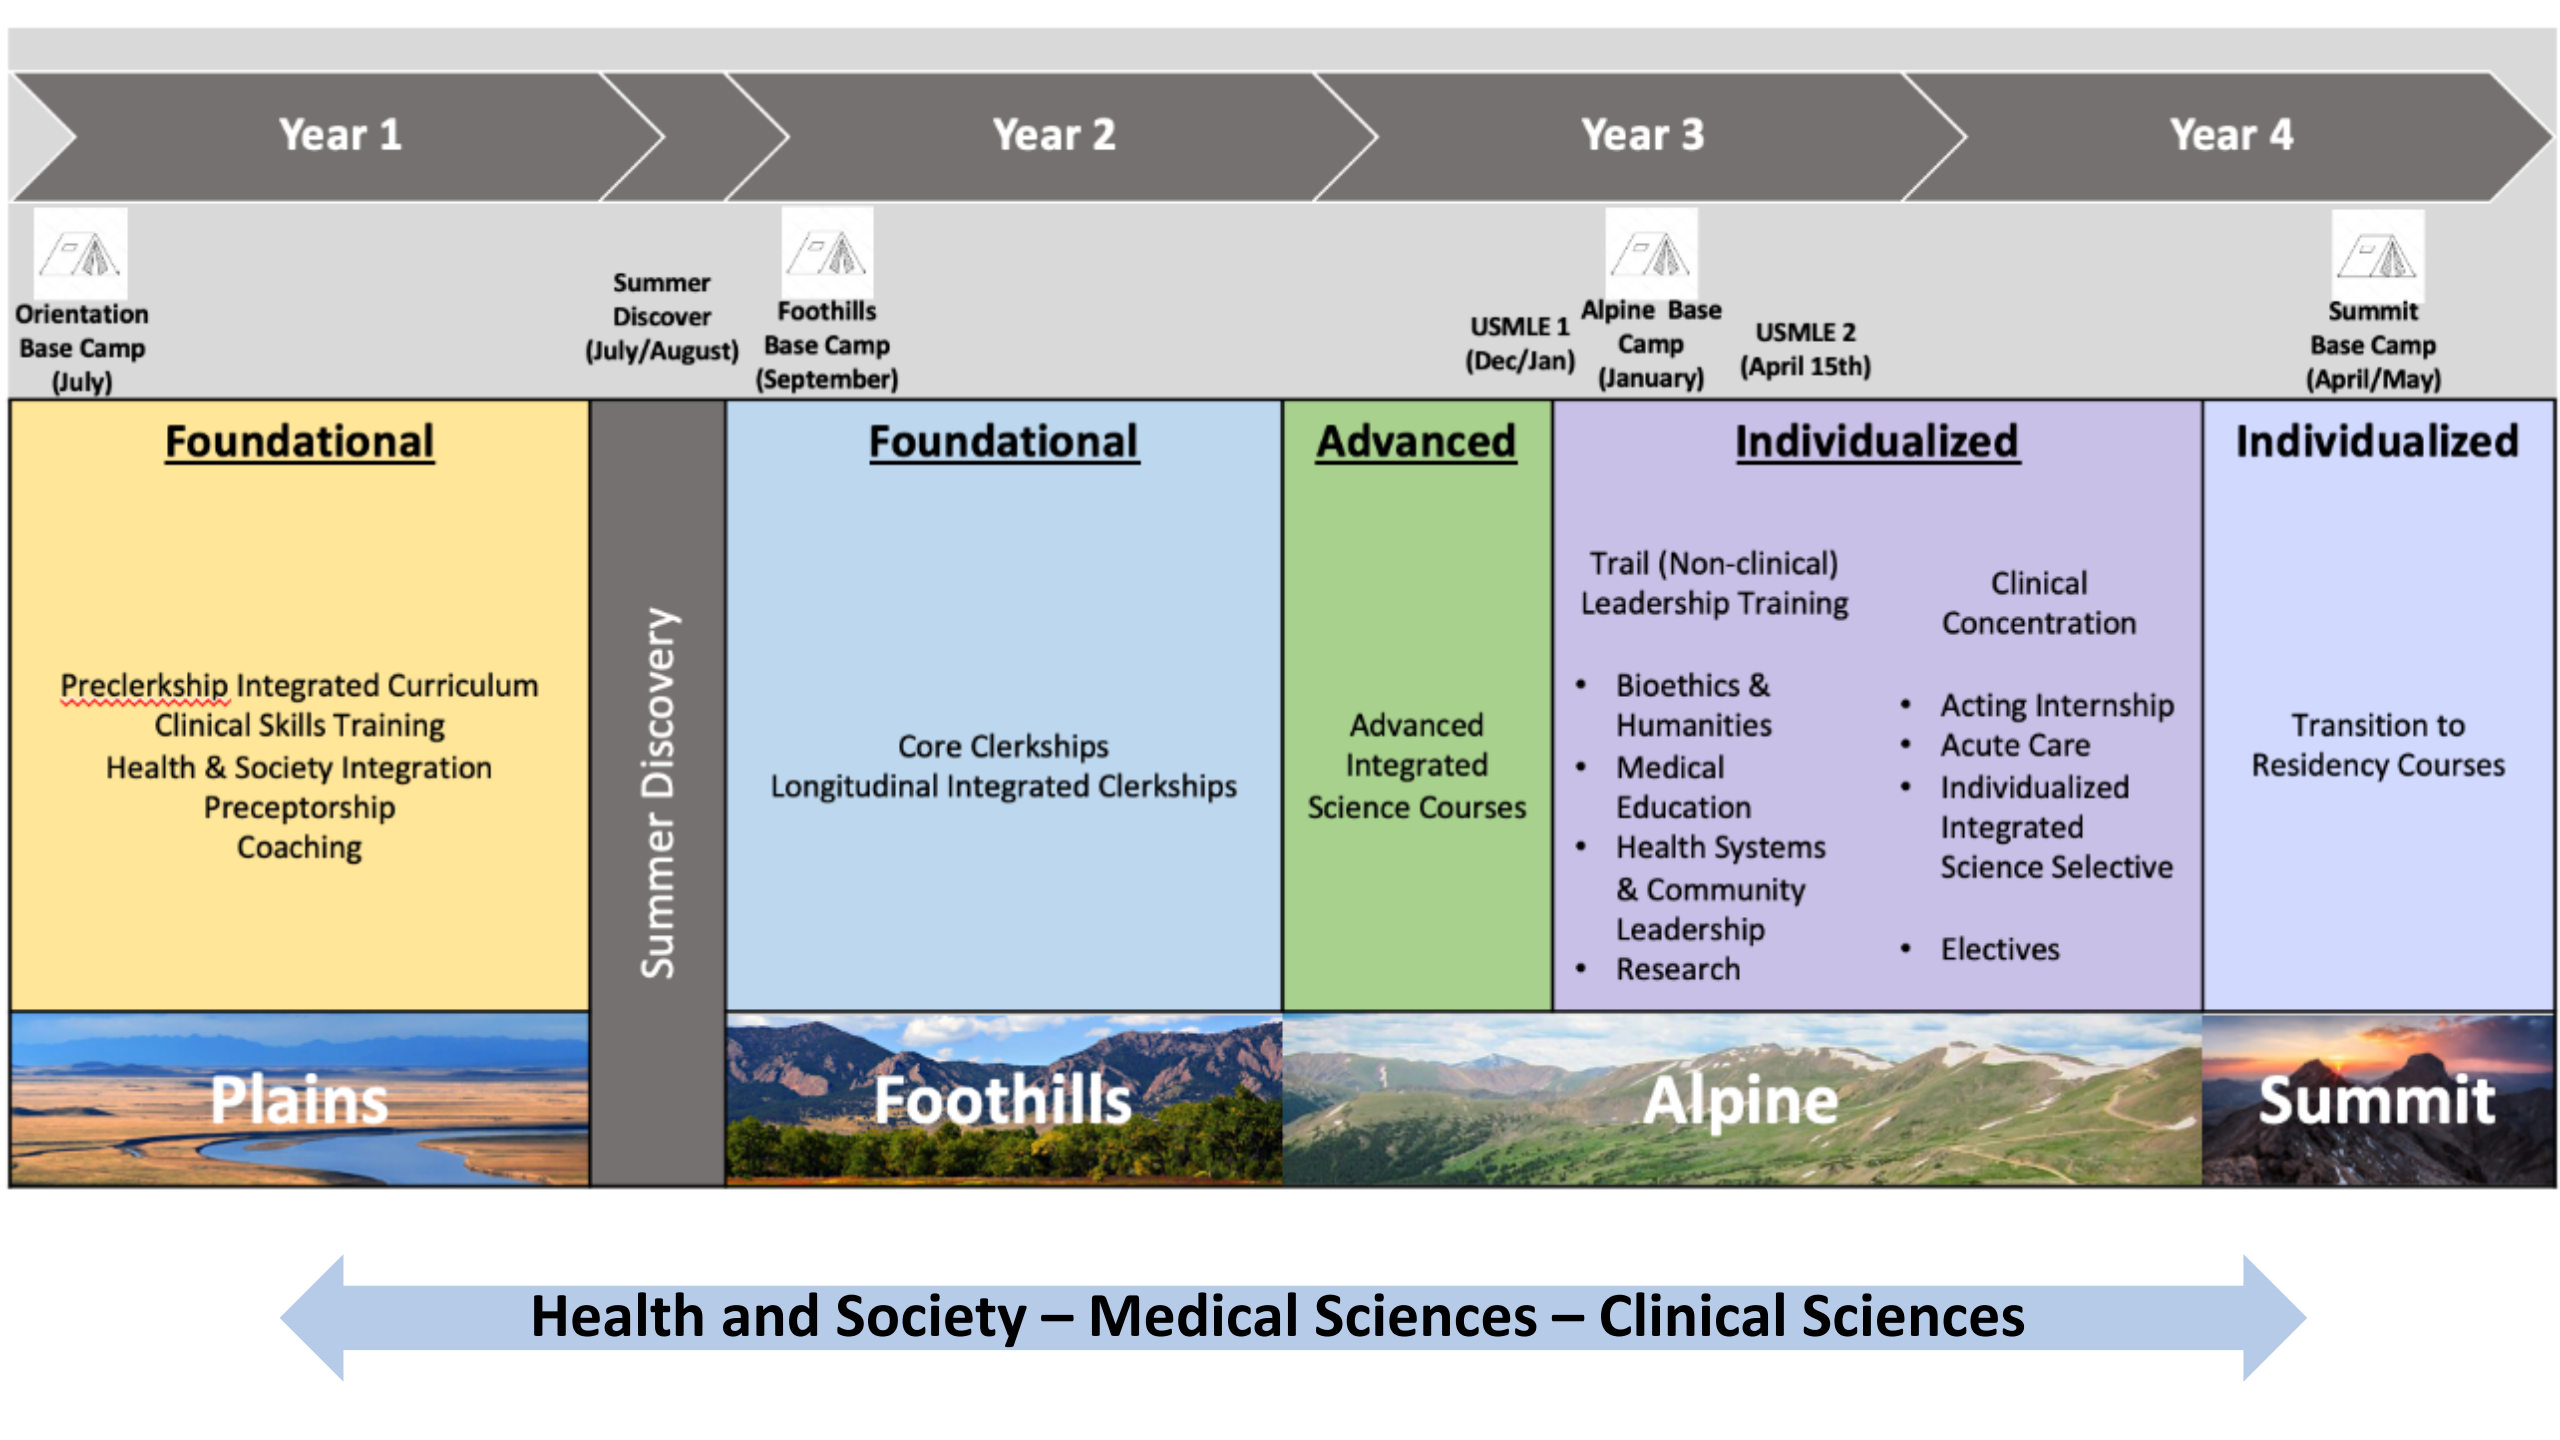 Year 1
Year 2
Year 3
Year 4
Orientation
Base Camp
(July)
Summer
Discover
(July/August)
Foothills
Base Camp
(September)
USMLE 1
(Dec/Jan)
Alpine Base
Camp
(January)
USMLE 2
(April 15th)
Summit
Base Camp
(April/May)
Foundational
Preclerkship Integrated Curriculum
Clinical Skills Training
Health & Society Integration
Preceptorship
Coaching
Plains
Summer Discovery
Foundational
Core Clerkships
Longitudinal Integrated Clerkships
Foothills
Advanced
Advanced
Integrated
Science Courses
Individualized
Trail (Non-clinical)
Leadership Training
• Bioethics &
Humanities
• Medical
Education
• Health Systems
& Community
Leadership
• Research
Clinical
Concentration
• Acting Internship
• Acute Care
• Individualized
Integrated
Science Selective
• Electives
Alpine
Individualized
Transition to
Residency Courses
Summit
Health and Society – Medical Sciences – Clinical Sciences